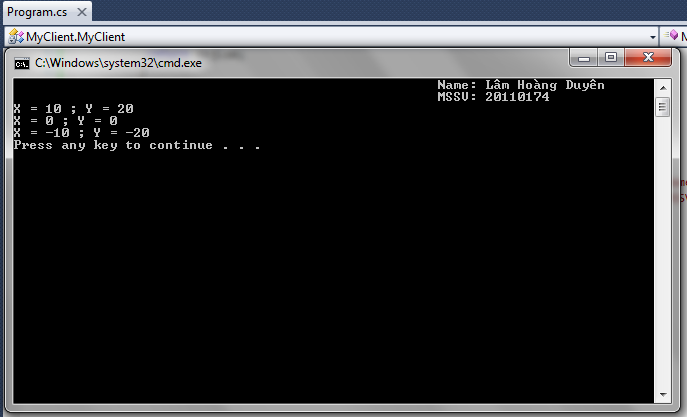 Program.cs
MyClient.MyClient
C:\Windows\system32\cmd.exe
Name: Lâm Hoàng Duyên
MSSV: 20110174
X = 10 ; Y = 20
X = 0 ; Y = 0
X = -10 ; Y = -20
Press any key to continue . . .